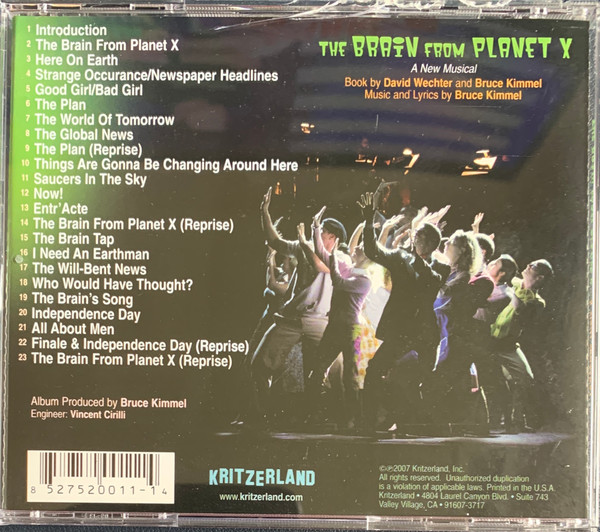 1 Introduction
2 The Brain From Planet X
3 Here On Earth
4 Strange Occurance/Newspaper Headlines
5 Good Girl/Bad Girl
6 The Plan
7 The World Of Tomorrow
8 The Global News
9 The Plan (Reprise)
10 Things Are Gonna Be Changing Around Here
11 Saucers In The Sky
12 Now!
13 Entr'Acte
14 The Brain From Planet X (Reprise)
15 The Brain Tap
16 I Need An Earthman
17 The Will-Bent News
18 Who Would Have Thought?
19 The Brain's Song
20 Independence Day
21 All About Men
22 Finale & Independence Day (Reprise)
23 The Brain From Planet X (Reprise)
THE BRAIN FROM PLANET X
A New Musical
Book by David Wechter and Bruce Kimmel
Music and Lyrics by Bruce Kimmel
Album Produced by Bruce Kimmel
Engineer: Vincent Cirilli
8 527520011-14
KRITZERLAND
www.kritzerland.com
©℗2007 Kritzerland, Inc.
All rights reserved. Unauthorized duplication
is a violation of applicable laws. Printed in the U.S.A.
Kritzerland • 4804 Laurel Canyon Blvd. • Suite 743
Valley Village, CA • 91607-3717